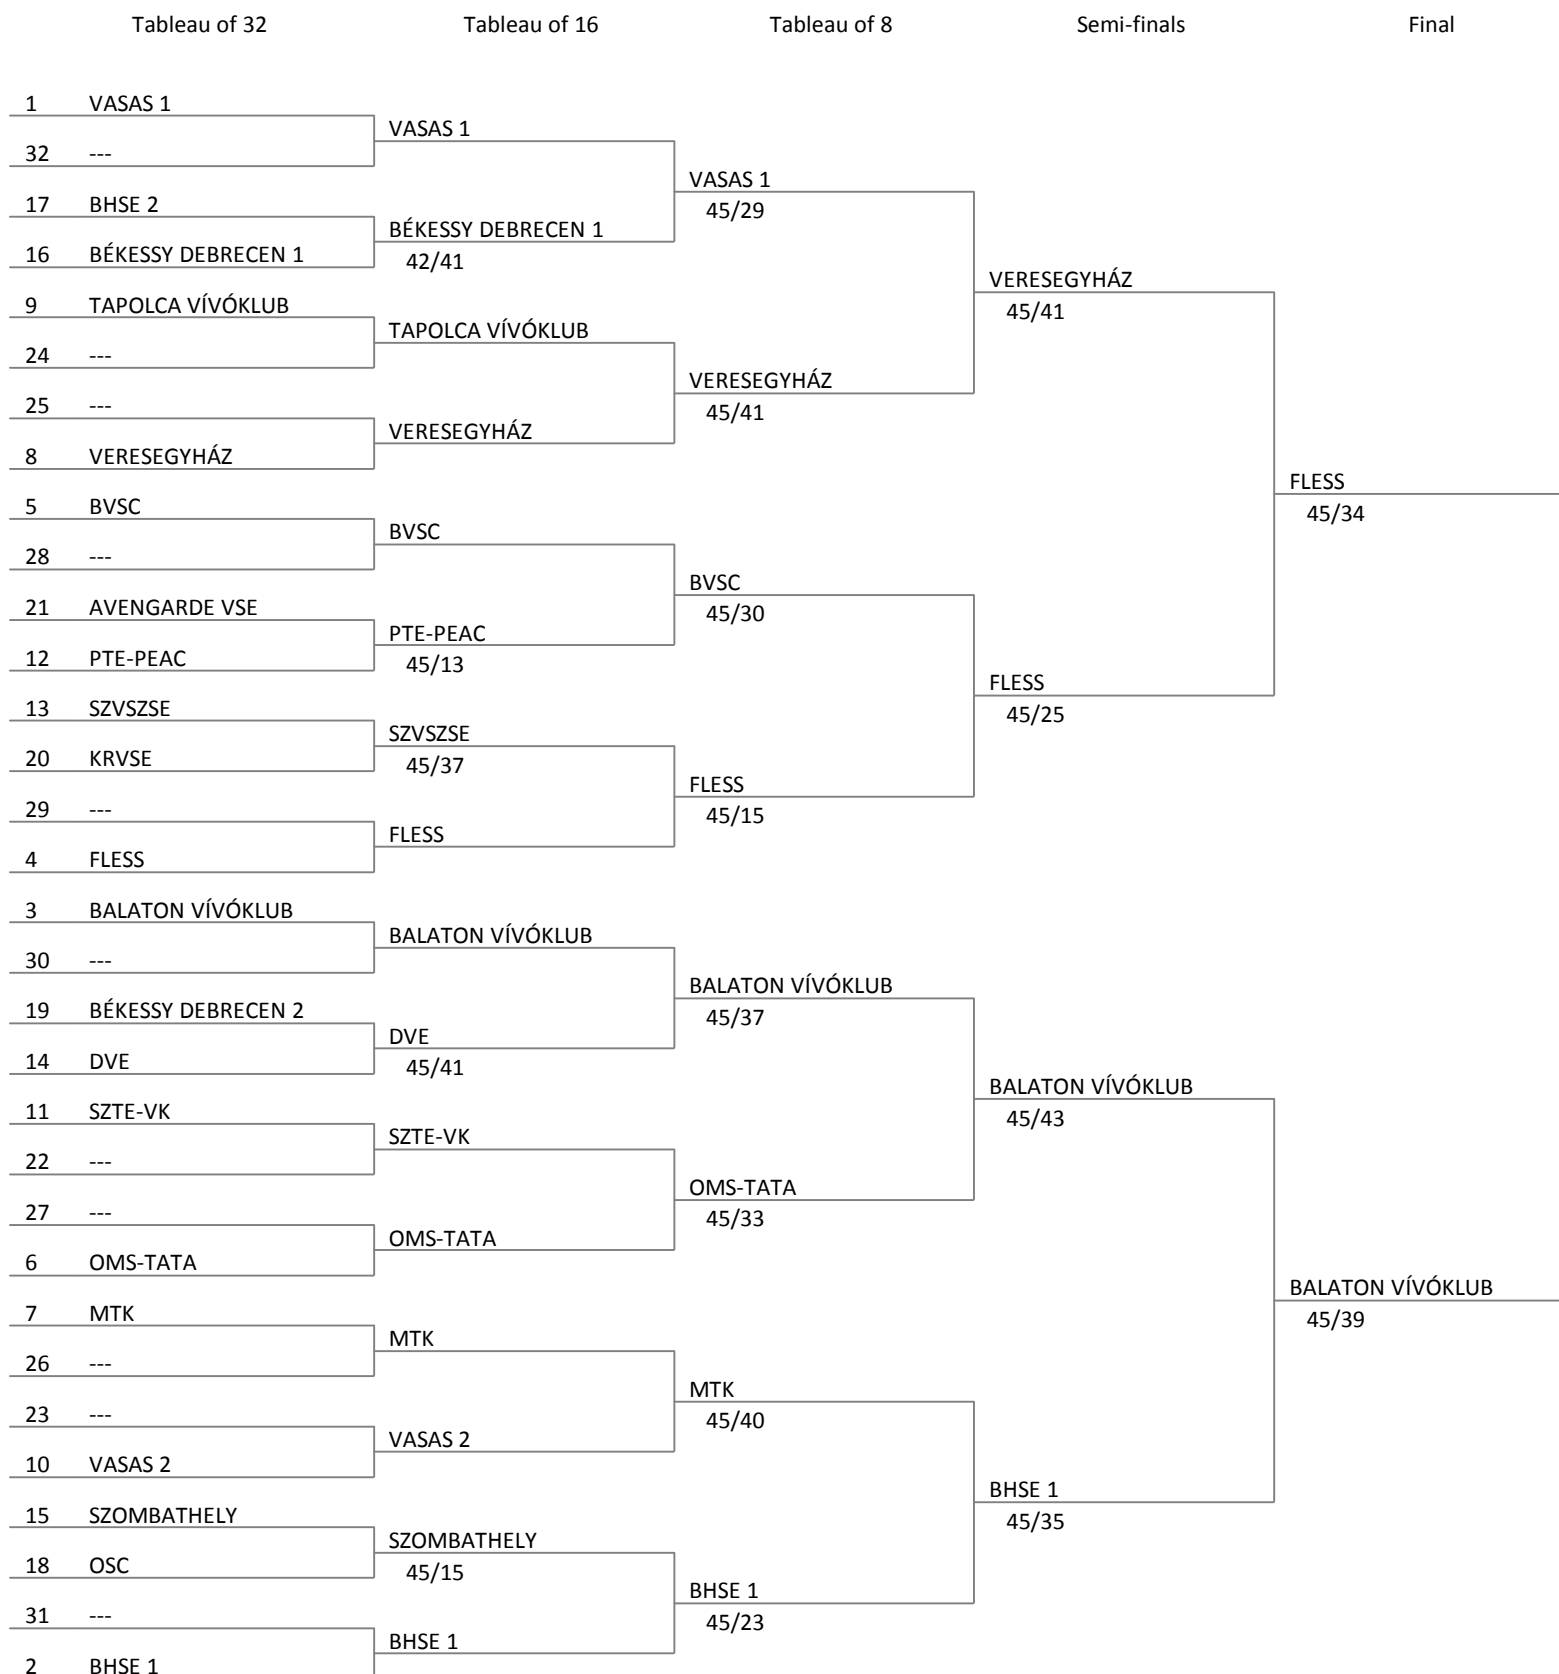 Tableau of 32 Tableau of 16 Tableau of 8 Semi-finals Final
1 VASAS 1
VASAS 1
32 ---
VASAS 1
17 BHSE 2
45/29
BÉKESSY DEBRECEN 1
16 BÉKESSY DEBRECEN 1
42/41
VERESEGYHÁZ
9 TAPOLCA VÍVÓKLUB
45/41
TAPOLCA VÍVÓKLUB
24 ---
VERESEGYHÁZ
25 ---
45/41
VERESEGYHÁZ
8 VERESEGYHÁZ
FLESS
5 BVSC
45/34
BVSC
28 ---
BVSC
21 AVENGARDE VSE
45/30
PTE-PEAC
12 PTE-PEAC
45/13
FLESS
13 SZVSZSE
45/25
SZVSZSE
20 KRVSE
45/37
FLESS
29 ---
45/15
FLESS
4 FLESS
3 BALATON VÍVÓKLUB
BALATON VÍVÓKLUB
30 ---
BALATON VÍVÓKLUB
19 BÉKESSY DEBRECEN 2
45/37
DVE
14 DVE
45/41
BALATON VÍVÓKLUB
11 SZTE-VK
45/43
SZTE-VK
22 ---
OMS-TATA
27 ---
45/33
OMS-TATA
6 OMS-TATA
BALATON VÍVÓKLUB
7 MTK
45/39
MTK
26 ---
MTK
23 ---
45/40
VASAS 2
10 VASAS 2
BHSE 1
15 SZOMBATHELY
45/35
SZOMBATHELY
18 OSC
45/15
BHSE 1
31 ---
45/23
BHSE 1
2 BHSE 1